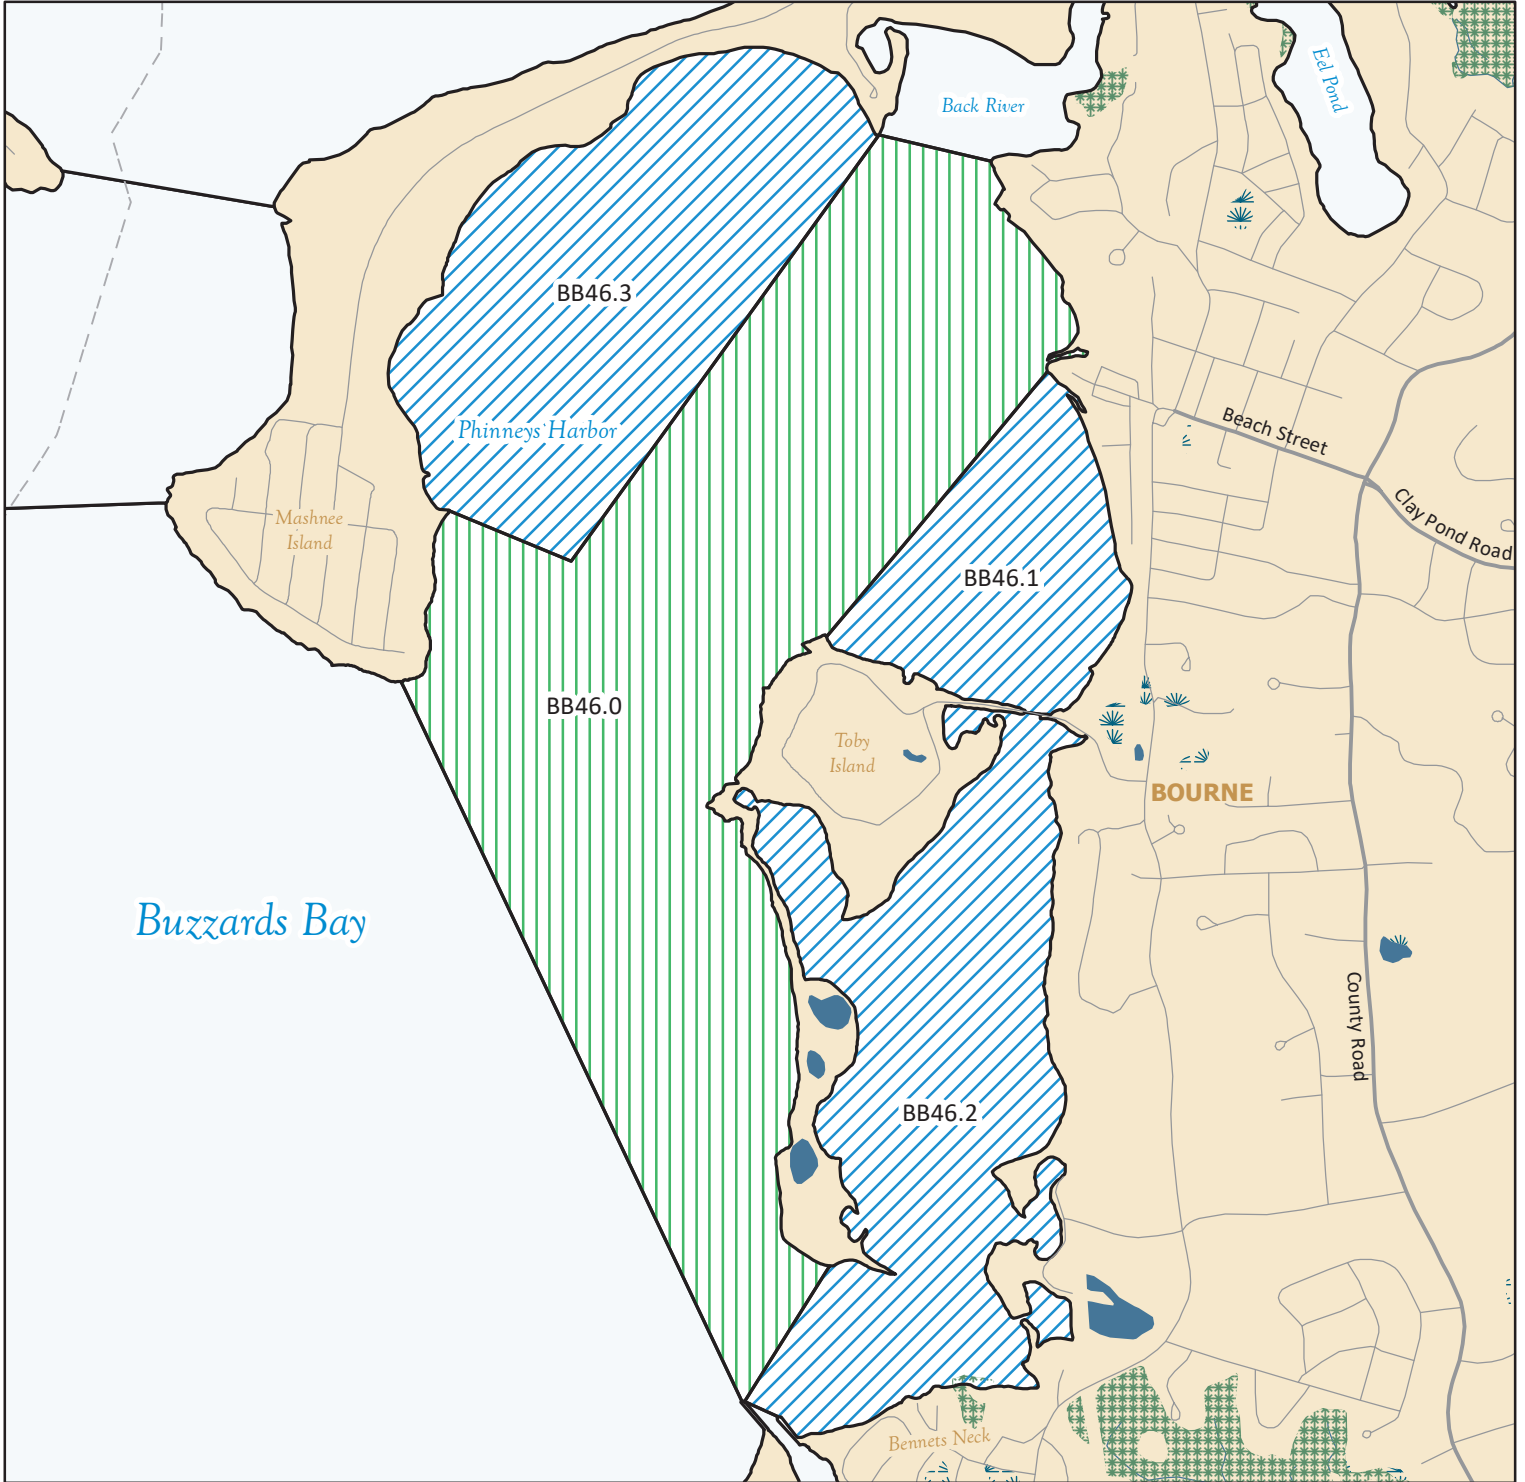 Back River
Eel Pond
BB46.3
Phinneys Harbor
Beach Street
Clay Pond Road
Mashnee
Island
BB46.1
BB46.0
Toby
Island
BOURNE
Buzzards Bay
County Road
BB46.2
Bennets Neck